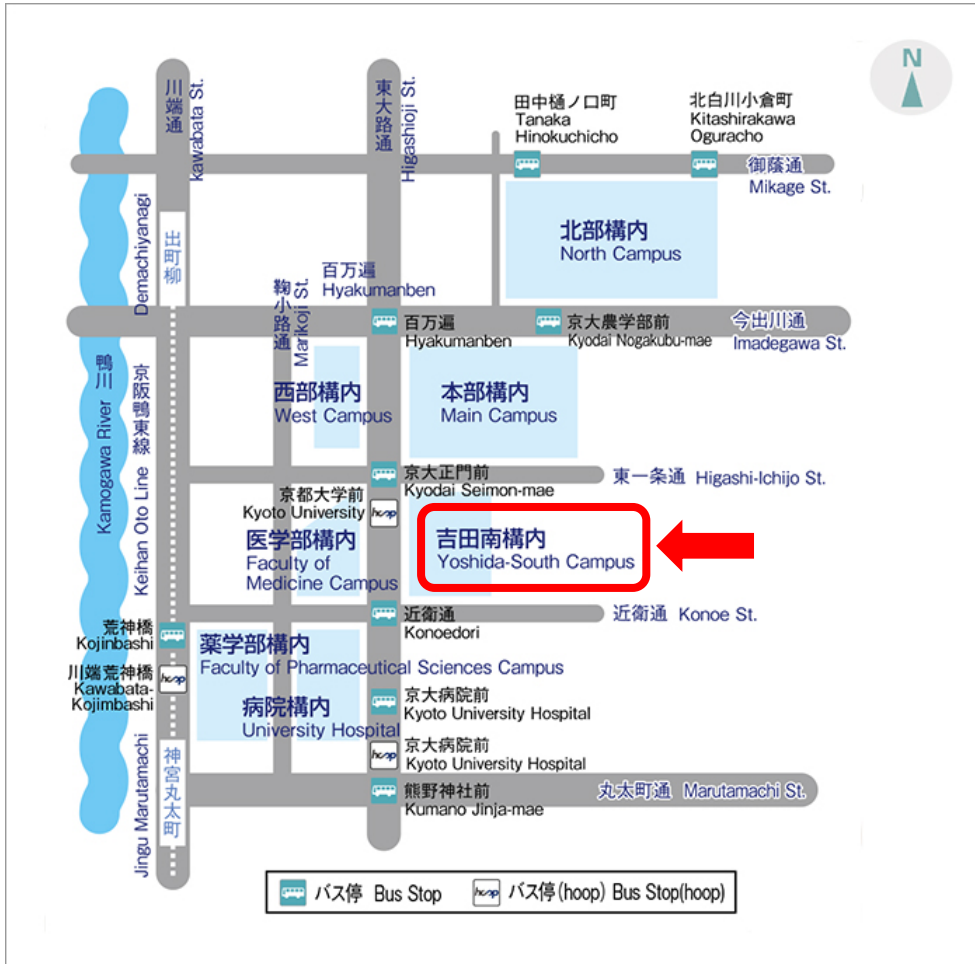 N
川端通
kawabata St.
東大路通
Higashioji St.
田中樋ノ口町
Tanaka
Hinokuchicho
北白川小倉町
Kitashirakawa
Oguracho
御蔭通
Mikage St.
北部構内
North Campus
出町柳
Demachiyanagi
百万遍
Hyakumanben
鞠小路通
Marikoji St.
百万遍
Hyakumanben
京大農学部前
Kyodai Nogakubu-mae
今出川通
Imadegawa St.
鴨川
Kamogawa River
京阪鴨東線
Keihan Oto Line
西部構内
West Campus
本部構内
Main Campus
京大正門前
Kyodai Seimon-mae
東一条通 Higashi-Ichijo St.
京都大学前
Kyoto University
hoop
医学部構内
Faculty of
Medicine Campus
吉田南構内
Yoshida-South Campus
近衛通
Konoedori
近衛通 Konoe St.
荒神橋
Kojinbashi
川端荒神橋
Kawabata-
Kojimbashi
hoop
薬学部構内
Faculty of Pharmaceutical Sciences Campus
病院構内
University Hospital
京大病院前
Kyoto University Hospital
hoop
京大病院前
Kyoto University Hospital
神宮丸太町
Jingu Marutamachi
熊野神社前
Kumano Jinja-mae
丸太町通 Marutamachi St.
バス停 Bus Stop
hoop
バス停(hoop) Bus Stop(hoop)